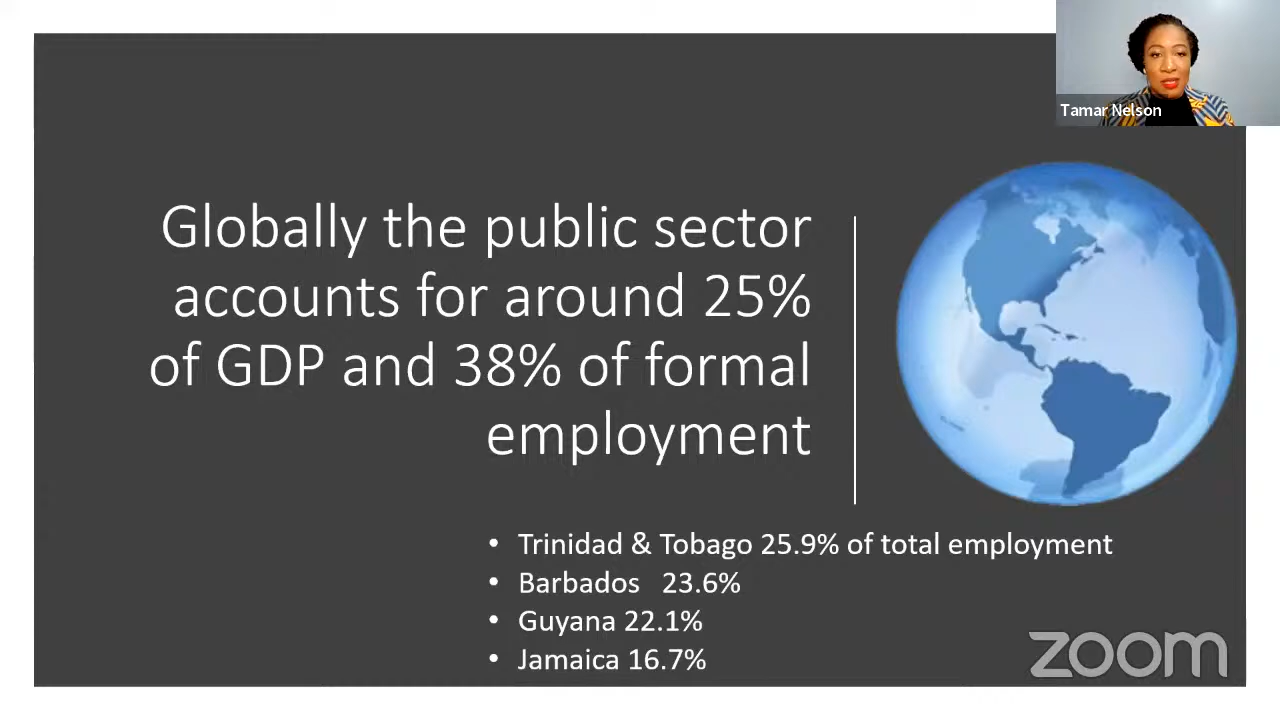 Tamar Nelson
Globally the public sector
accounts for around 25%
of GDP and 38% of formal
employment
• Trinidad & Tobago 25.9% of total employment
• Barbados 23.6%
• Guyana 22.1%
• Jamaica 16.7%
zoom